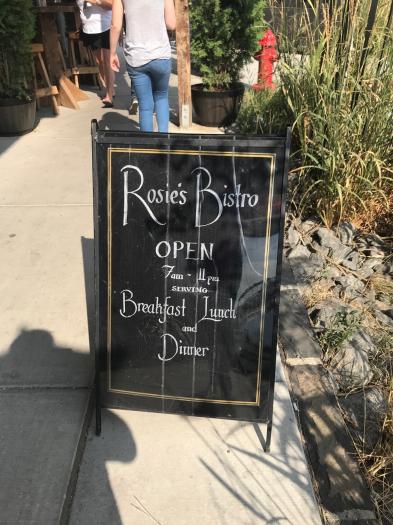 Rosie's Bistro
OPEN
7am - 11pm
SERVING
Breakfast Lunch
and
Dinner